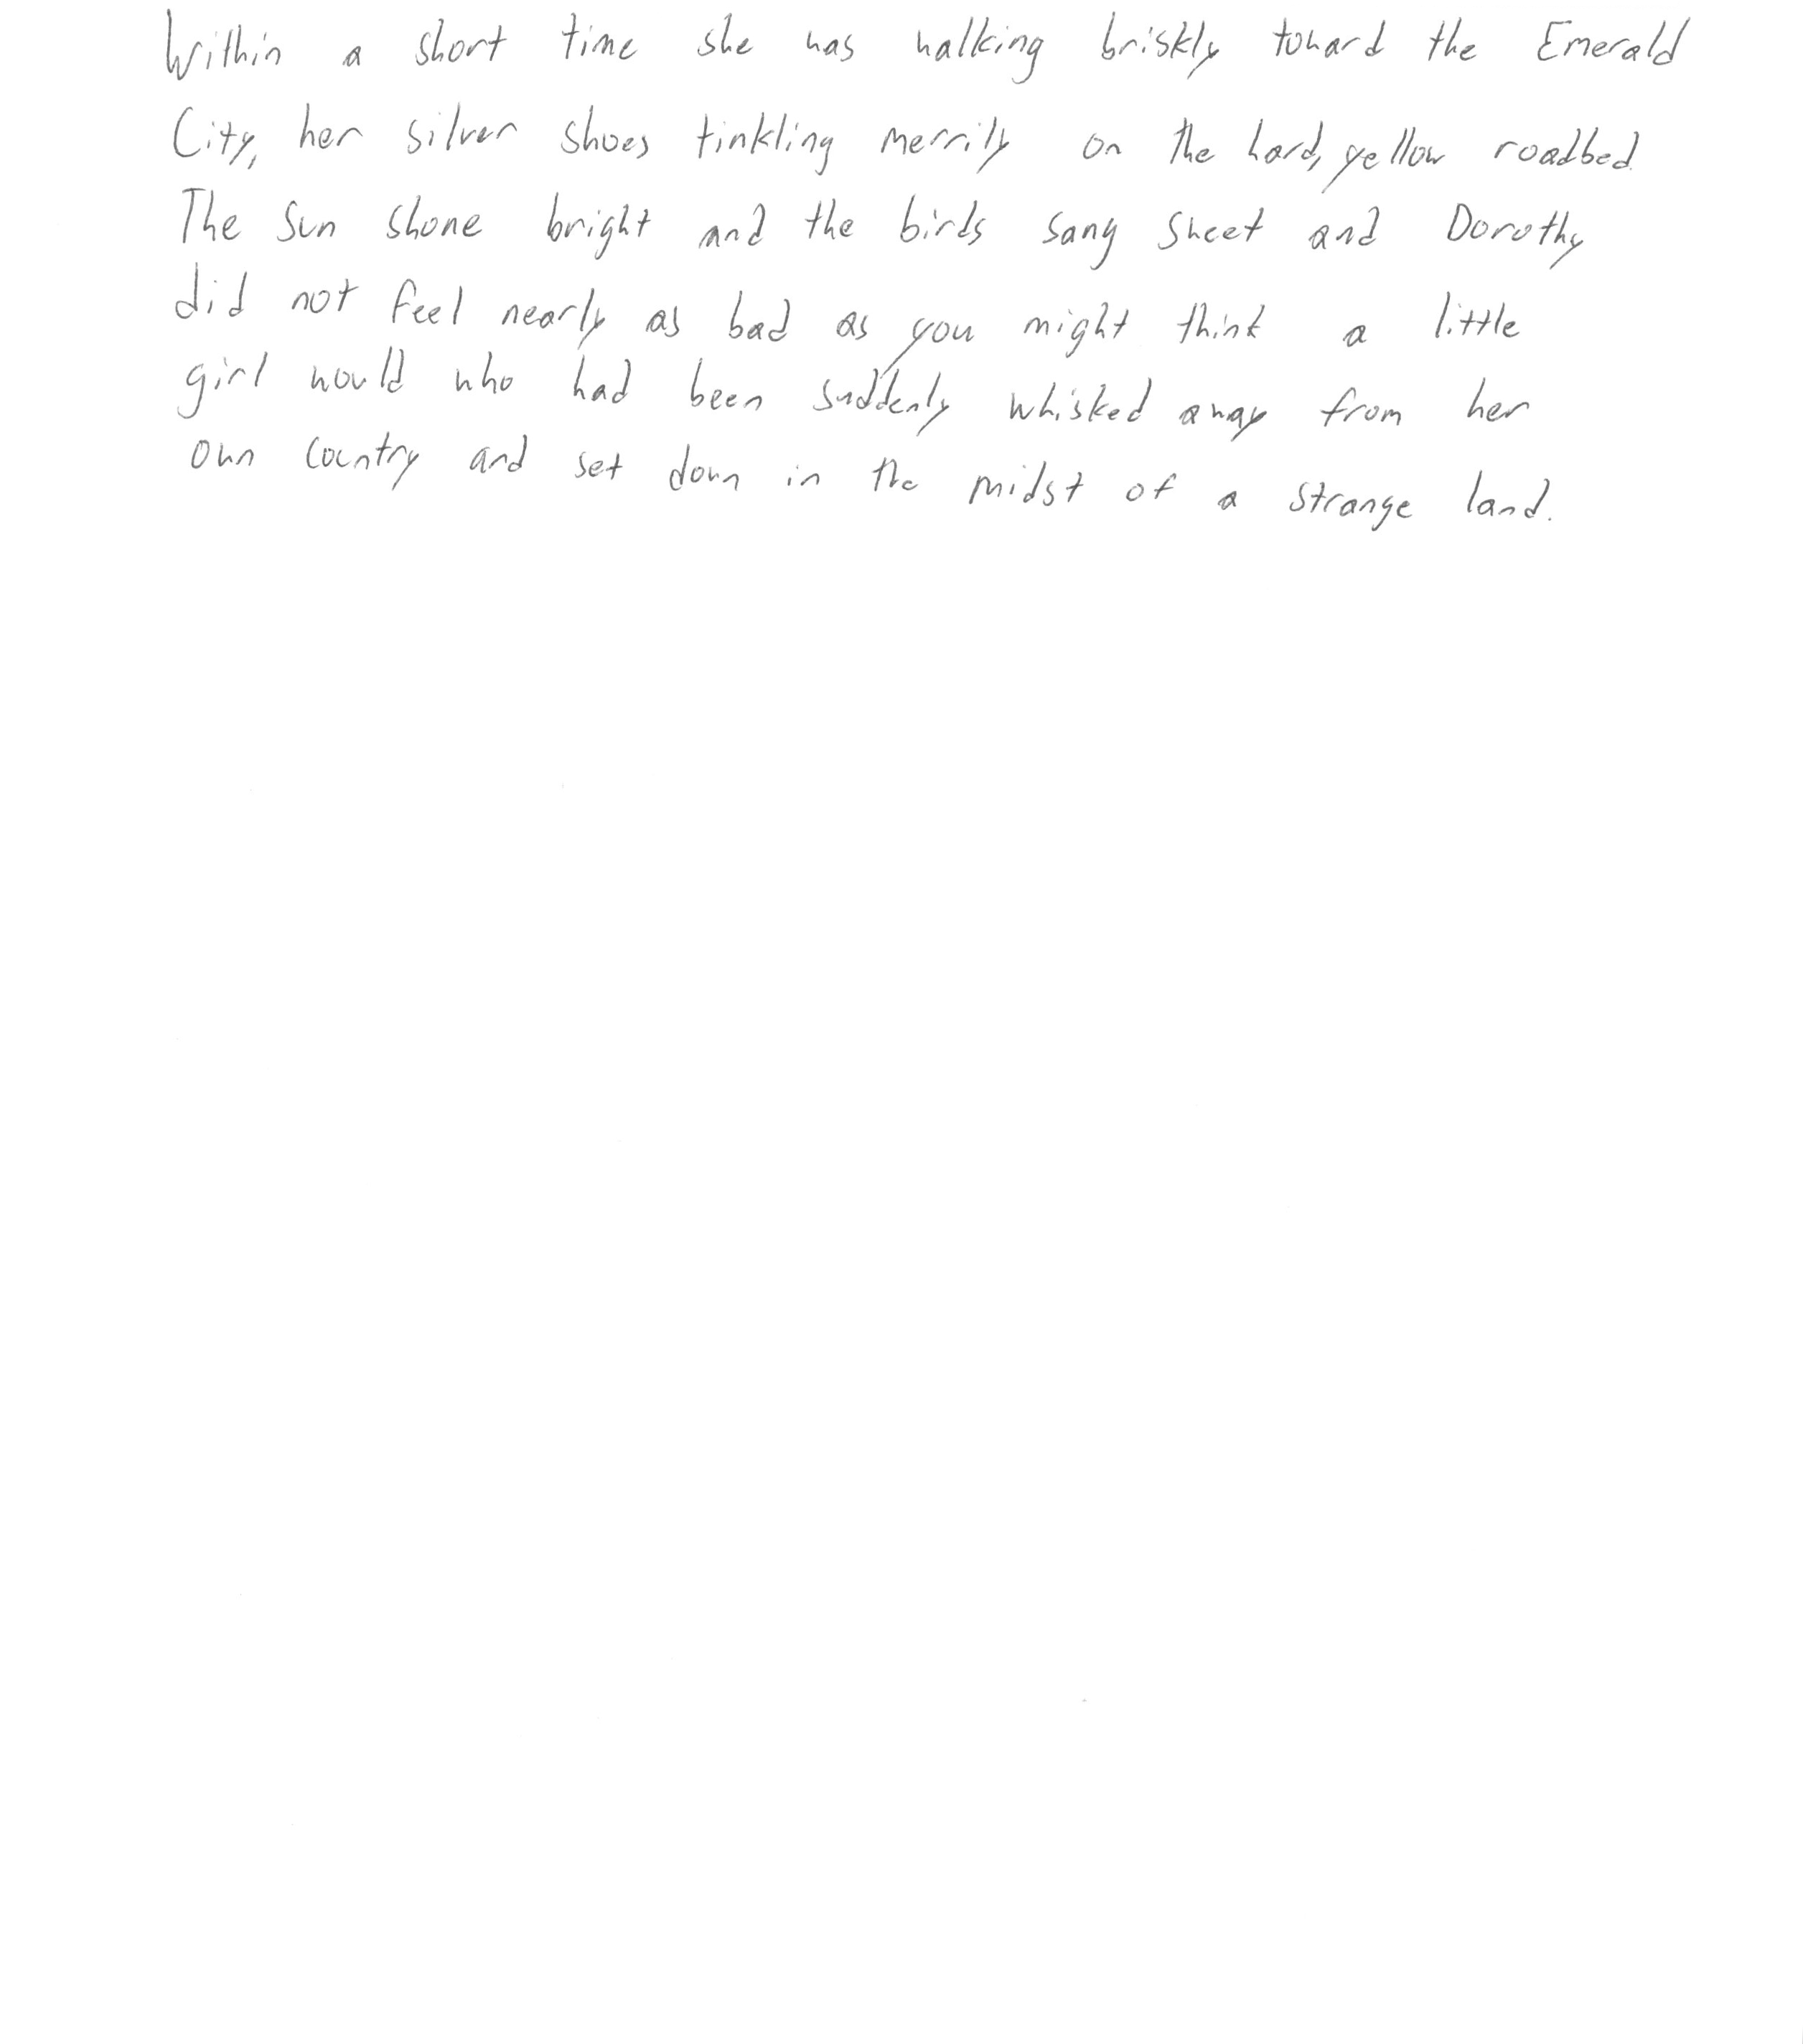 Within a short time she was walking briskly toward the Emerald
City, her silver shoes tinkling merrily on the hard, yellow roadbed.
The sun shone bright and the birds sang sweet and Dorothy
did not feel nearly as bad as you might think a little
girl would who had been suddenly whisked away from her
own country and set down in the midst of a strange land.